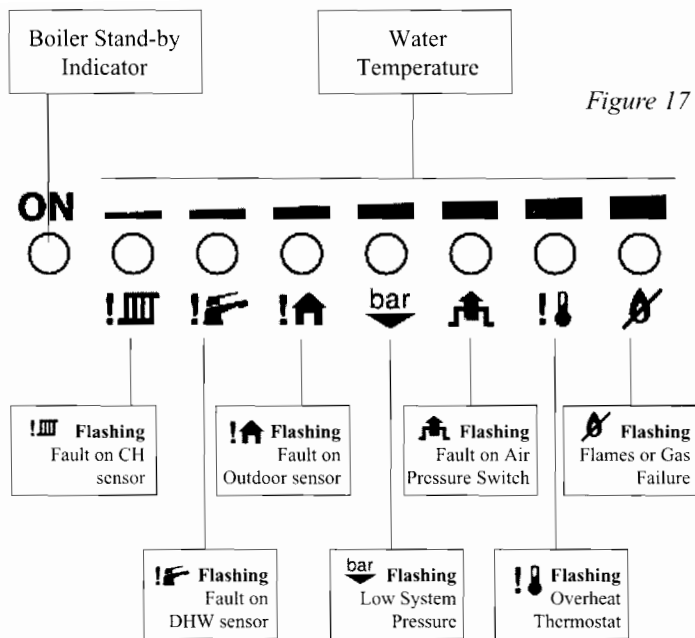 Boiler Stand-by
Indicator
Water
Temperature
Figure 17
ON
!
!
!
bar
!
! Flashing
Fault on CH
sensor
! Flashing
Fault on
Outdoor sensor
Flashing
Fault on Air
Pressure Switch
Flashing
Flames or Gas
Failure
! Flashing
Fault on
DHW sensor
bar Flashing
Low System
Pressure
! Flashing
Overheat
Thermostat